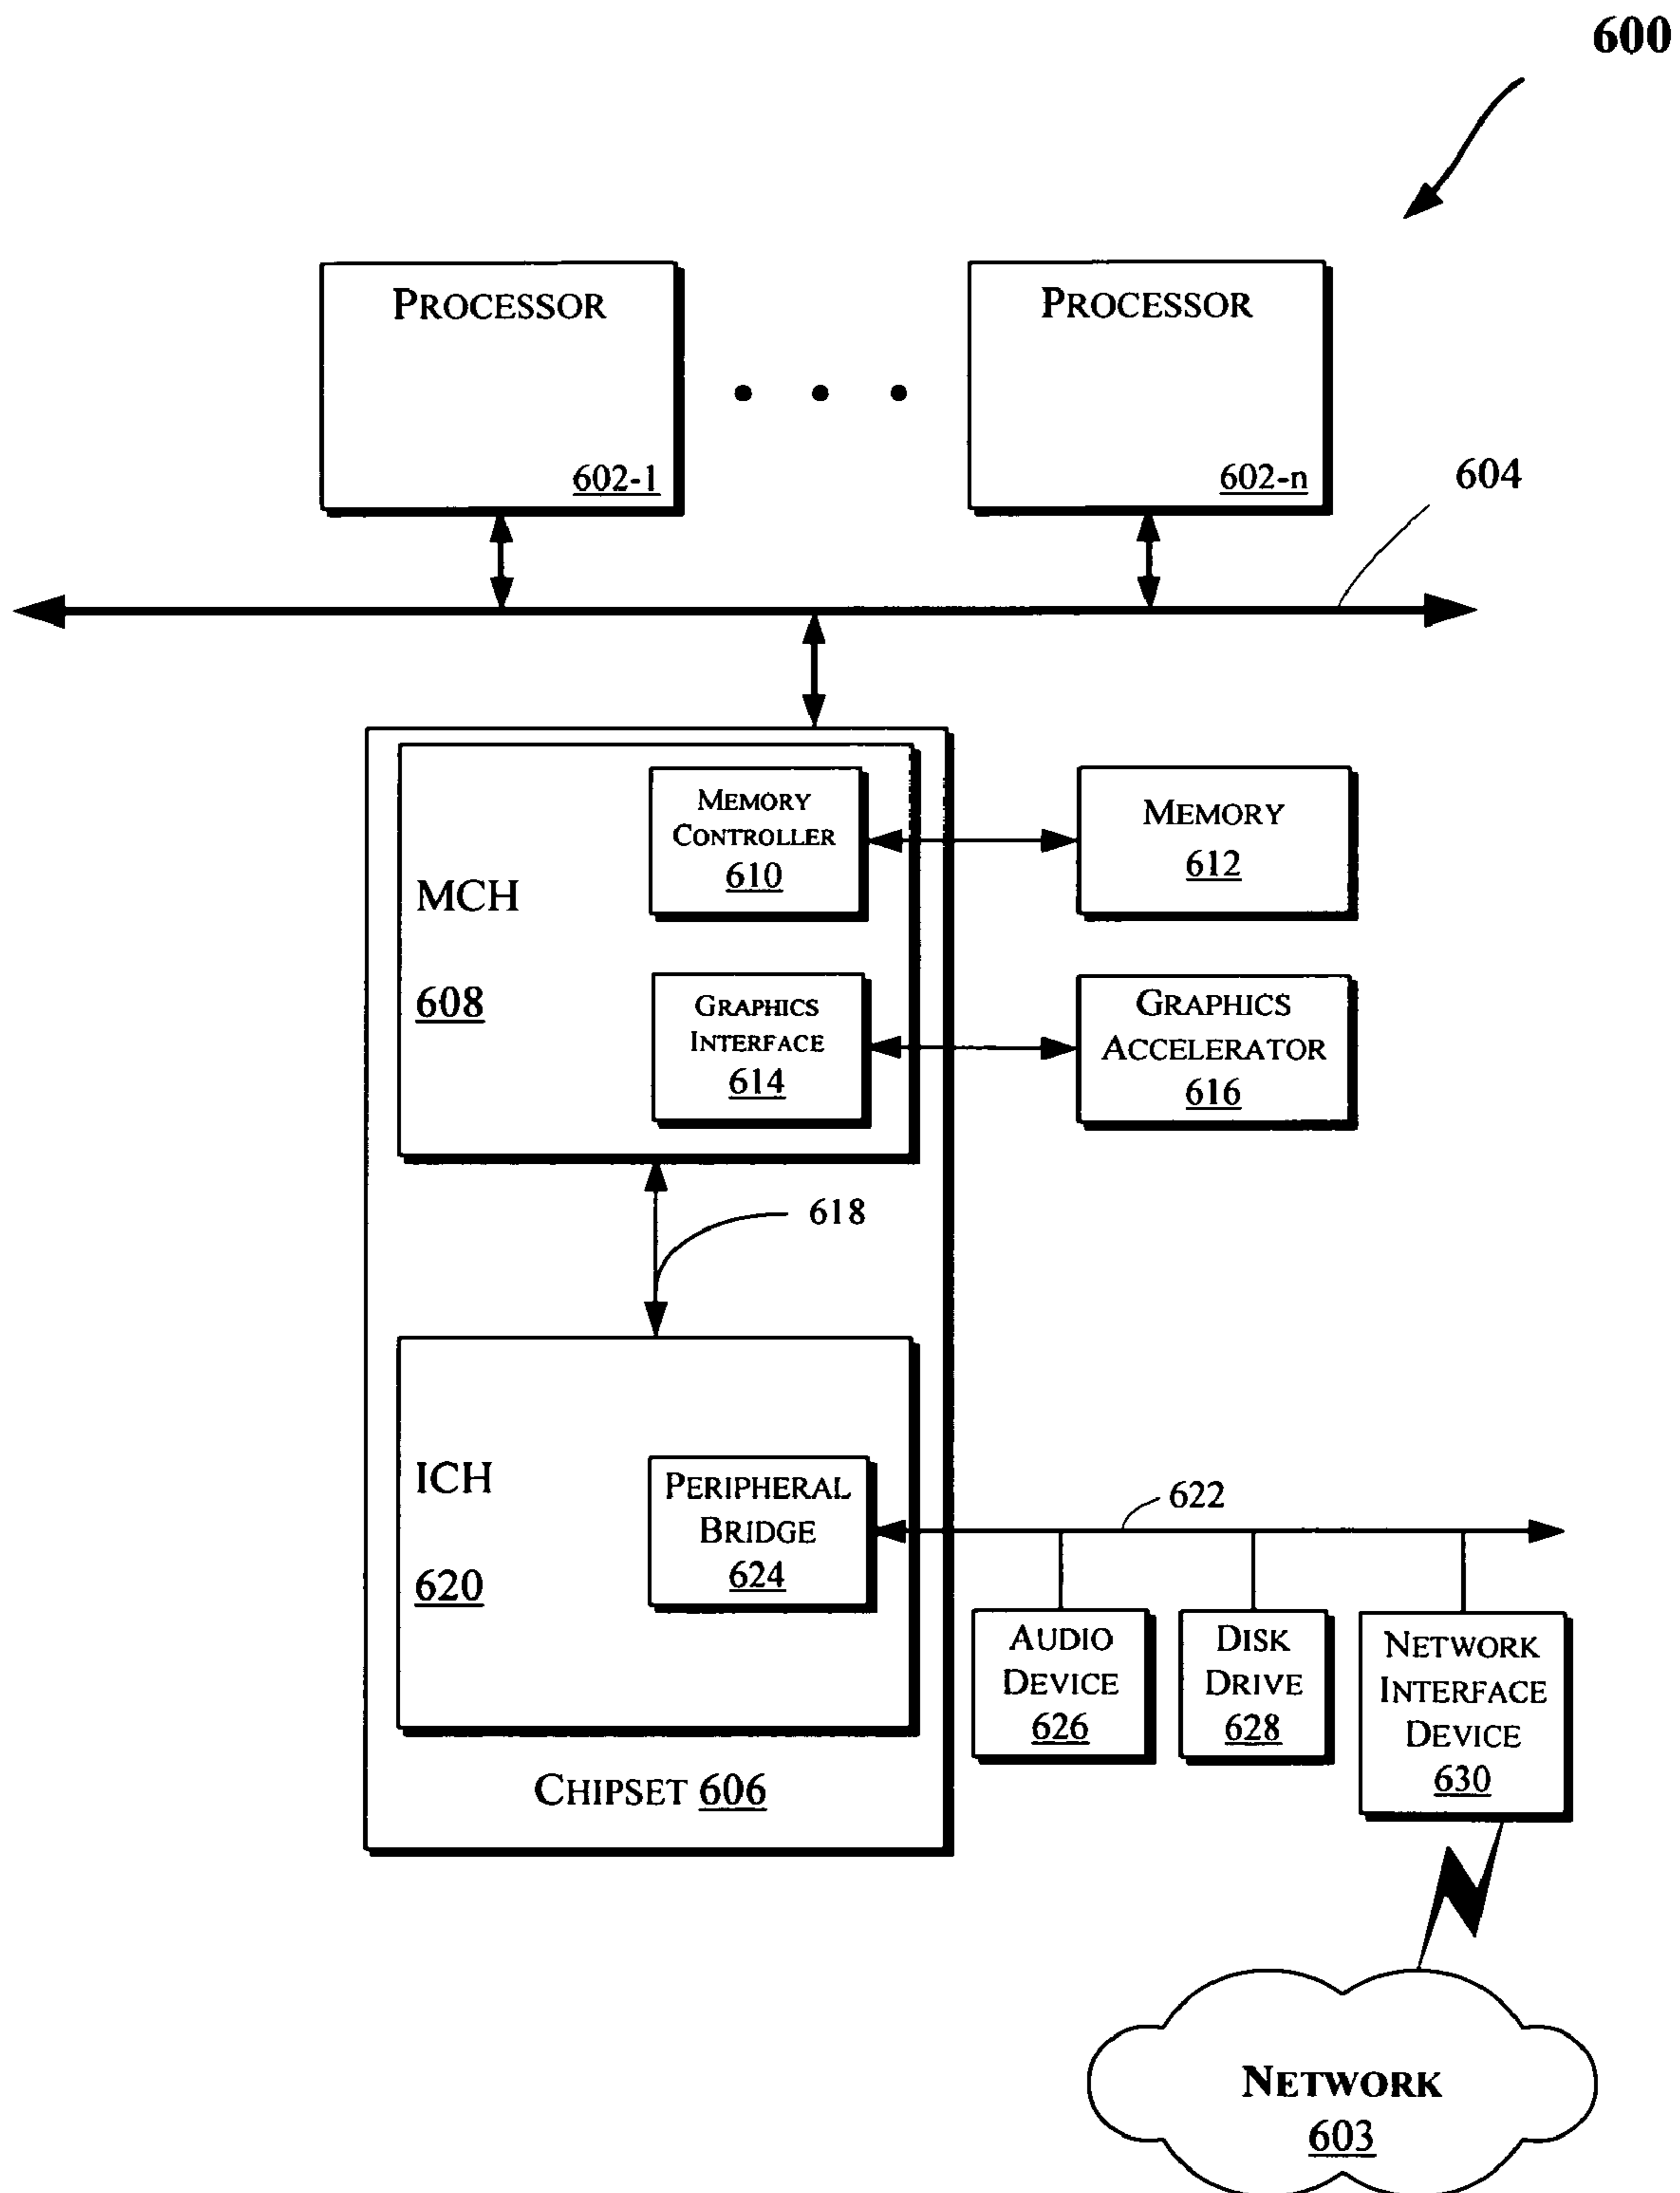 600
PROCESSOR
602-1
PROCESSOR
602-n
604
MEMORY
CONTROLLER
610
MEMORY
612
MCH
608
GRAPHICS
INTERFACE
614
GRAPHICS
ACCELERATOR
616
618
ICH
620
PERIPHERAL
BRIDGE
624
622
AUDIO
DEVICE
626
DISK
DRIVE
628
NETWORK
INTERFACE
DEVICE
630
CHIPSET 606
NETWORK
603